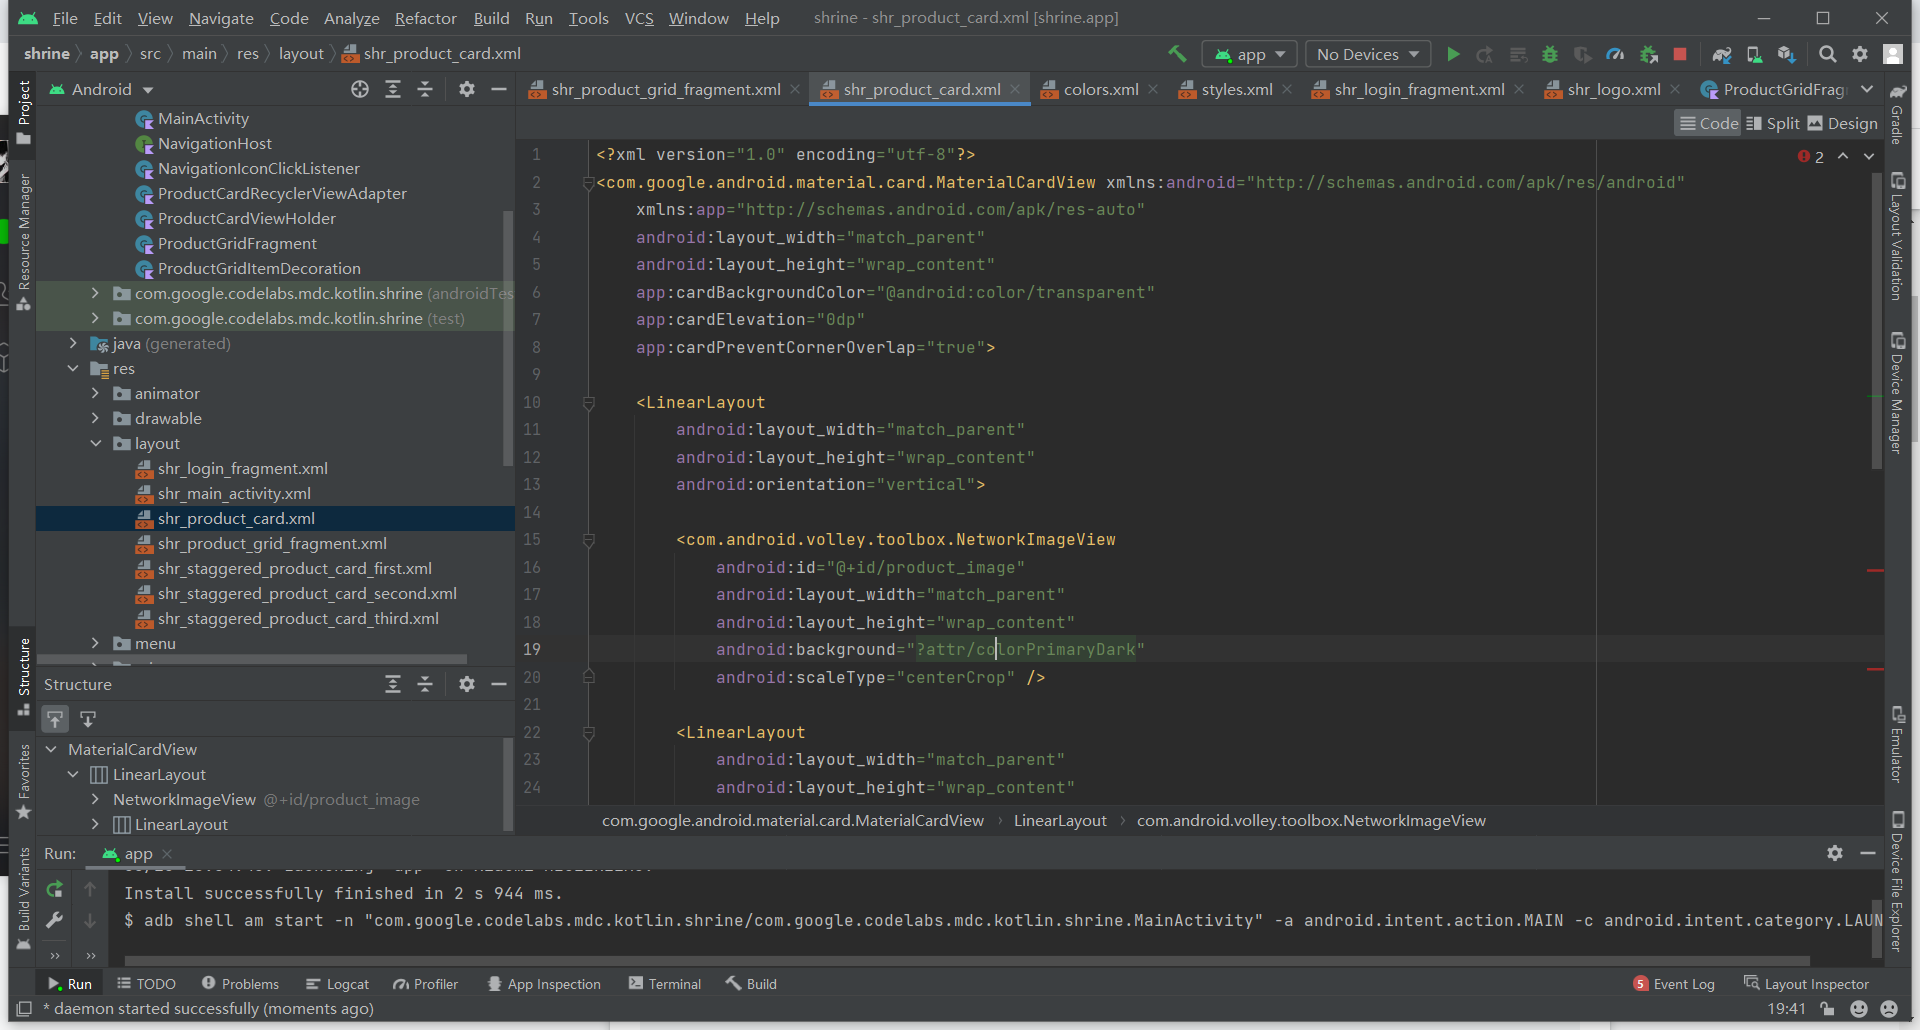 File Edit View Navigate Code Analyze Refactor Build Run Tools VCS Window Help shrine - shr_product_card.xml [shrine.app]
shrine app src main res layout shr_product_card.xml app No Devices
Project
Android
shr_product_grid_fragment.xml shr_product_card.xml colors.xml styles.xml shr_login_fragment.xml shr_logo.xml ProductGridFrag
Code Split Design
MainActivity
NavigationHost
NavigationIconClickListener
ProductCardRecyclerViewAdapter
ProductCardViewHolder
ProductGridFragment
ProductGridItemDecoration
com.google.codelabs.mdc.kotlin.shrine (androidTes
com.google.codelabs.mdc.kotlin.shrine (test)
java (generated)
res
animator
drawable
layout
shr_login_fragment.xml
shr_main_activity.xml
shr_product_card.xml
shr_product_grid_fragment.xml
shr_staggered_product_card_first.xml
shr_staggered_product_card_second.xml
shr_staggered_product_card_third.xml
menu
Resource Manager
Structure
Favorites
Build Variants
Structure
MaterialCardView
LinearLayout
NetworkImageView @+id/product_image
LinearLayout
2
1 <?xml version="1.0" encoding="utf-8"?>
2 <com.google.android.material.card.MaterialCardView xmlns:android="http://schemas.android.com/apk/res/android"
3 xmlns:app="http://schemas.android.com/apk/res-auto"
4 android:layout_width="match_parent"
5 android:layout_height="wrap_content"
6 app:cardBackgroundColor="@android:color/transparent"
7 app:cardElevation="0dp"
8 app:cardPreventCornerOverlap="true">
9
10 <LinearLayout
11 android:layout_width="match_parent"
12 android:layout_height="wrap_content"
13 android:orientation="vertical">
14
15 <com.android.volley.toolbox.NetworkImageView
16 android:id="@+id/product_image"
17 android:layout_width="match_parent"
18 android:layout_height="wrap_content"
19 android:background="?attr/colorPrimaryDark"
20 android:scaleType="centerCrop" />
21
22 <LinearLayout
23 android:layout_width="match_parent"
24 android:layout_height="wrap_content"
com.google.android.material.card.MaterialCardView LinearLayout com.android.volley.toolbox.NetworkImageView
Gradle
Layout Validation
Device Manager
Emulator
Device File Explorer
Run: app
Install successfully finished in 2 s 944 ms.
$ adb shell am start -n "com.google.codelabs.mdc.kotlin.shrine/com.google.codelabs.mdc.kotlin.shrine.MainActivity" -a android.intent.action.MAIN -c android.intent.category.LAUN
Run TODO Problems Logcat Profiler App Inspection Terminal Build 5 Event Log Layout Inspector
* daemon started successfully (moments ago) 19:41